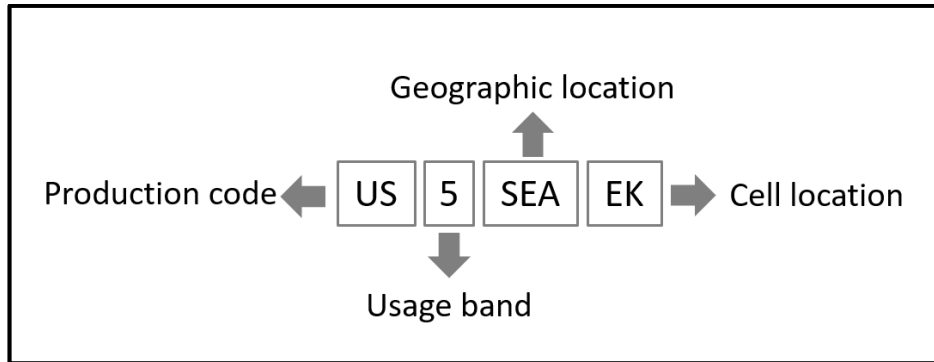 Geographic location
Production code US 5 SEA EK Cell location
Usage band